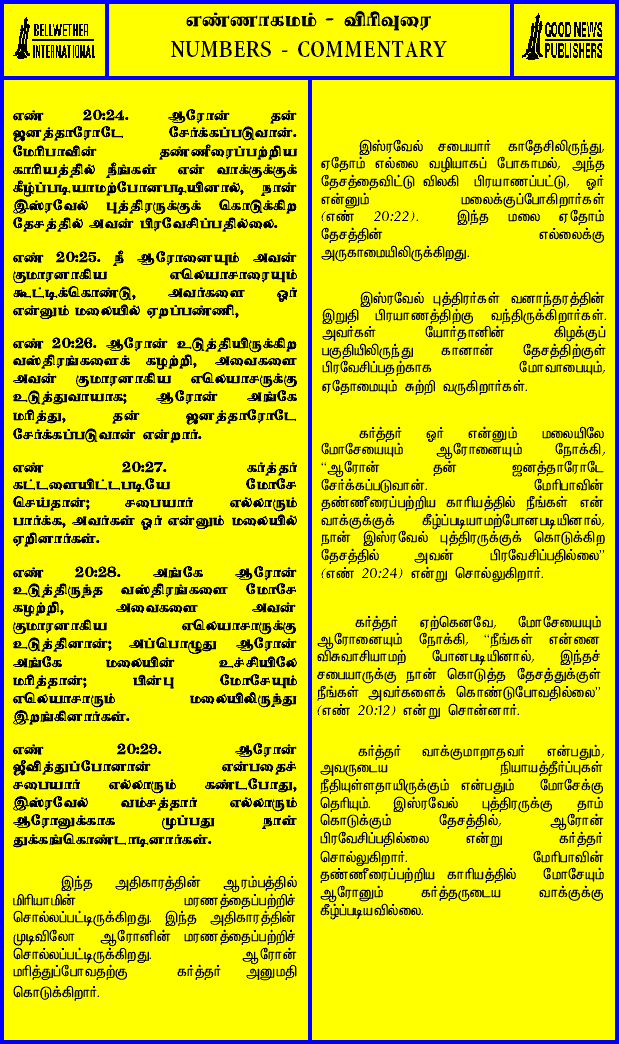 BELLWETHER
INTERNATIONAL
எண்ணாகமம் - விரிவுரை
NUMBERS - COMMENTARY
GOOD NEWS
PUBLISHERS
எண் 20:24. ஆரோன் தன்
ஜனத்தாரோடே சேர்க்கப்படுவான்.
மேரிபாவின் தண்ணீரைப்பற்றிய
காரியத்தில் நீங்கள் என் வாக்குக்குக்
கீழ்ப்படியாமற்போனபடியினால், நான்
இஸ்ரவேல் புத்திரருக்குக் கொடுக்கிற
தேசத்தில் அவன் பிரவேசிப்பதில்லை.
எண் 20:25. நீ ஆரோனையும் அவன்
குமாரனாகிய எலெயாசாரையும்
கூட்டிக்கொண்டு, அவர்களை ஓர்
என்னும் மலையில் ஏறப்பண்ணி,
எண் 20:26. ஆரோன் உடுத்தியிருக்கிற
வஸ்திரங்களைக் கழற்றி, அவைகளை
அவன் குமாரனாகிய எலெயாசருக்கு
உடுத்துவாயாக; ஆரோன் அங்கே
மரித்து, தன் ஜனத்தாரோடே
சேர்க்கப்படுவான் என்றார்.
எண் 20:27. கர்த்தர்
கட்டளையிட்டபடியே மோசே
செய்தான்; சபையார் எல்லாரும்
பார்க்க, அவர்கள் ஓர் என்னும் மலையில்
ஏறினார்கள்.
எண் 20:28. அங்கே ஆரோன்
உடுத்திருந்த வஸ்திரங்களை மோசே
கழற்றி, அவைகளை அவன்
குமாரனாகிய எலெயாசாருக்கு
உடுத்தினான்; அப்பொழுது ஆரோன்
அங்கே மலையின் உச்சியிலே
மரித்தான்; பின்பு மோசேயும்
எலெயாசாரும் மலையிலிருந்து
இறங்கினார்கள்.
எண் 20:29. ஆரோன்
ஜீவித்துப்போனான் என்பதைச்
சபையார் எல்லாரும் கண்டபோது,
இஸ்ரவேல் வம்சத்தார் எல்லாரும்
ஆரோனுக்காக முப்பது நாள்
துக்கங்கொண்டாடினார்கள்.
இந்த அதிகாரத்தின் ஆரம்பத்தில்
மிரியாமின் மரணத்தைப்பற்றிச்
சொல்லப்பட்டிருக்கிறது. இந்த அதிகாரத்தின்
முடிவிலோ ஆரோனின் மரணத்தைப்பற்றிச்
சொல்லப்பட்டிருக்கிறது. ஆரோன்
மரித்துப்போவதற்கு கர்த்தர் அனுமதி
கொடுக்கிறார்.
இஸ்ரவேல் சபையார் காதேசிலிருந்து,
ஏதோம் எல்லை வழியாகப் போகாமல், அந்த
தேசத்தைவிட்டு விலகி பிரயாணப்பட்டு, ஓர்
என்னும் மலைக்குப்போகிறார்கள்
(எண் 20:22). இந்த மலை ஏதோம்
தேசத்தின் எல்லைக்கு
அருகாமையிலிருக்கிறது.
இஸ்ரவேல் புத்திரர்கள் வனாந்தரத்தின்
இறுதி பிரயாணத்திற்கு வந்திருக்கிறார்கள்.
அவர்கள் யோர்தானின் கிழக்குப்
பகுதியிலிருந்து கானான் தேசத்திற்குள்
பிரவேசிப்பதற்காக மோவாபையும்,
ஏதோமையும் சுற்றி வருகிறார்கள்.
கர்த்தர் ஓர் என்னும் மலையிலே
மோசேயையும் ஆரோனையும் நோக்கி,
“ஆரோன் தன் ஜனத்தாரோடே
சேர்க்கப்படுவான். மேரிபாவின்
தண்ணீரைப்பற்றிய காரியத்தில் நீங்கள் என்
வாக்குக்குக் கீழ்ப்படியாமற்போனபடியினால்,
நான் இஸ்ரவேல் புத்திரருக்குக் கொடுக்கிற
தேசத்தில் அவன் பிரவேசிப்பதில்லை”
(எண் 20:24) என்று சொல்லுகிறார்.
கர்த்தர் ஏற்கெனவே, மோசேயையும்
ஆரோனையும் நோக்கி, “நீங்கள் என்னை
விசுவாசியாமற் போனபடியினால், இந்தச்
சபையாருக்கு நான் கொடுத்த தேசத்துக்குள்
நீங்கள் அவர்களைக் கொண்டுபோவதில்லை”
(எண் 20:12) என்று சொன்னார்.
கர்த்தர் வாக்குமாறாதவர் என்பதும்,
அவருடைய நியாயத்தீர்ப்புகள்
நீதியுள்ளதாயிருக்கும் என்பதும் மோசேக்கு
தெரியும். இஸ்ரவேல் புத்திரருக்கு தாம்
கொடுக்கும் தேசத்தில், ஆரோன்
பிரவேசிப்பதில்லை என்று கர்த்தர்
சொல்லுகிறார். மேரிபாவின்
தண்ணீரைப்பற்றிய காரியத்தில் மோசேயும்
ஆரோனும் கர்த்தருடைய வாக்குக்கு
கீழ்ப்படியவில்லை.